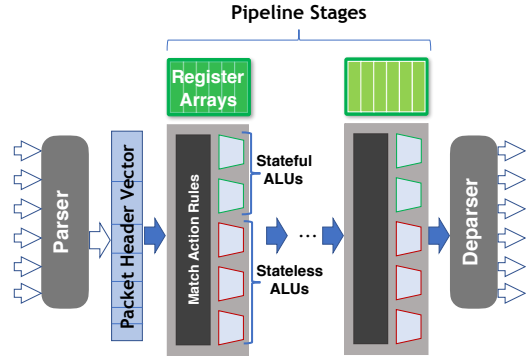 Pipeline Stages
Register
Arrays
Parser
Packet Header Vector
Match Action Rules
Stateful
ALUs
...
Stateless
ALUs
Deparser